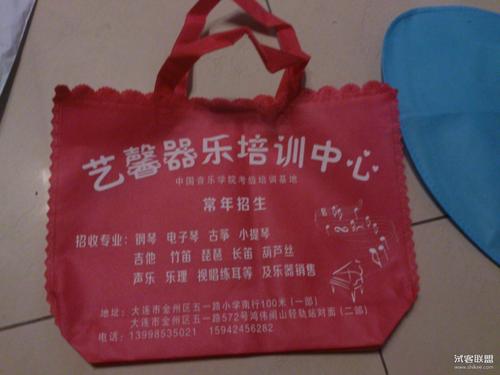 艺馨器乐培训中心
中国音乐学院考级培训基地
常年招生
招收专业：钢琴 电子琴 古筝 小提琴
吉他 竹笛 琵琶 长笛 葫芦丝
声乐 乐理 视唱练耳等 及乐器销售
地址：大连市金州区五一路小学南行100米（一部）
大连市金州区五一路572号鸿伟闽山轻轨站对面（二部）
电话：13998535021 15942456282
试客联盟
www.shikee.com